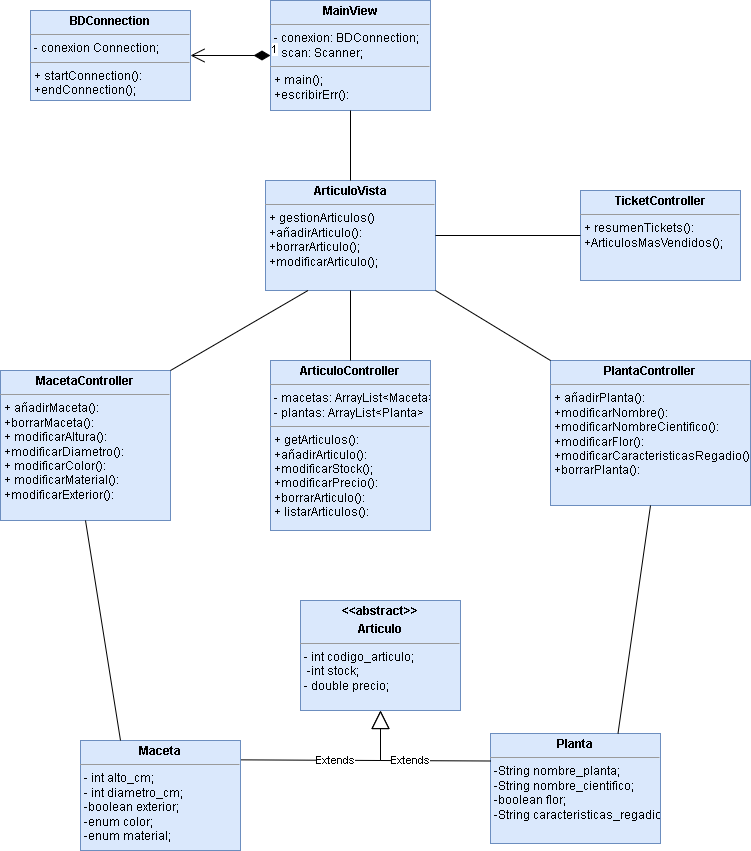 BDConnection
- conexion Connection;
+ startConnection():
+endConnection();
MainView
- conexion: BDConnection;
scan: Scanner;
1
+ main();
+escribirErr():
ArticuloVista
+ gestionArticulos()
+añadirArticulo():
+borrarArticulo();
+modificarArticulo();
TicketController
+ resumenTickets():
+ArticulosMasVendidos();
MacetaController
+ añadirMaceta():
+borrarMaceta():
+ modificarAltura():
+modificarDiametro():
+ modificarColor():
+ modificarMaterial():
+modificarExterior():
ArticuloController
- macetas: ArrayList<Maceta>
- plantas: ArrayList<Planta>
+ getArticulos():
+añadirArticulo():
+modificarStock();
+modificarPrecio():
+borrarArticulo():
+ listarArticulos():
PlantaController
+ añadirPlanta():
+modificarNombre():
+modificarNombreCientifico():
+modificarFlor():
+modificarCaracteristicasRegadio()
+borrarPlanta():
<<abstract>>
Articulo
- int codigo_articulo;
-int stock;
- double precio;
Extends
Extends
Maceta
- int alto_cm;
- int diametro_cm;
-boolean exterior;
-enum color;
-enum material;
Planta
-String nombre_planta;
-String nombre_cientifico;
-boolean flor;
-String caracteristicas_regadio